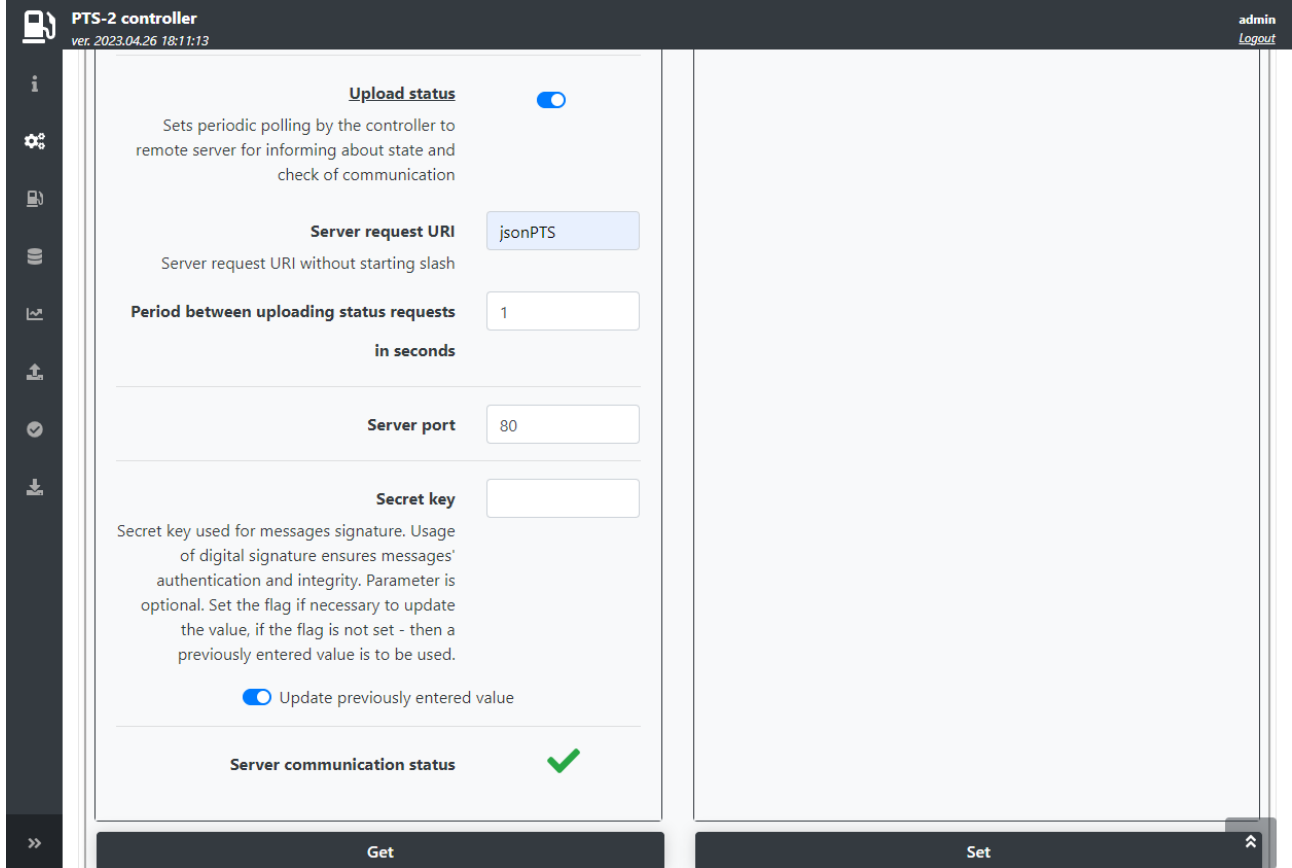 PTS-2 controller
ver. 2023.04.26 18:11:13
admin
Logout
Upload status
Sets periodic polling by the controller to
remote server for informing about state and
check of communication
Server request URI
jsonPTS
Server request URI without starting slash
Period between uploading status requests
in seconds
1
Server port
80
Secret key
Secret key used for messages signature. Usage
of digital signature ensures messages'
authentication and integrity. Parameter is
optional. Set the flag if necessary to update
the value, if the flag is not set - then a
previously entered value is to be used.
Update previously entered value
Server communication status
Get
Set